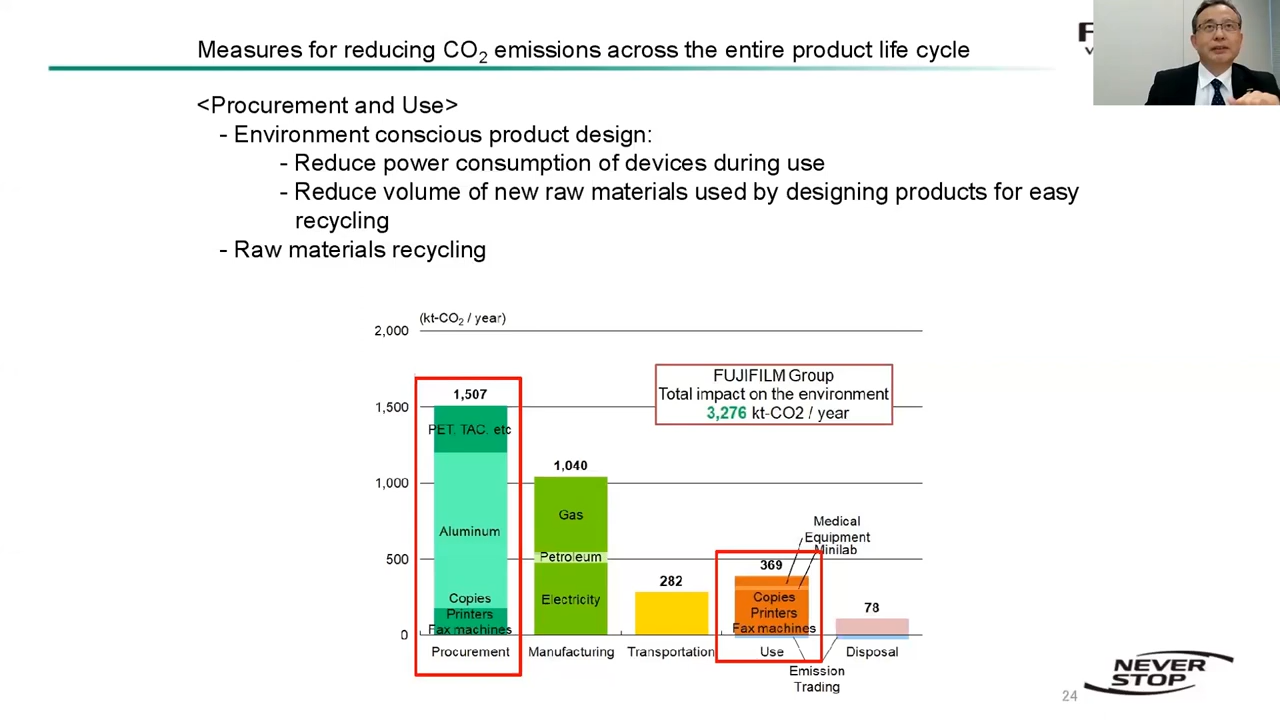 Measures for reducing CO2 emissions across the entire product life cycle
<Procurement and Use>
- Environment conscious product design:
- Reduce power consumption of devices during use
- Reduce volume of new raw materials used by designing products for easy
recycling
- Raw materials recycling
(kt-CO2 / year)
2,000
1,500
1,000
500
0
FUJIFILM Group
Total impact on the environment
3,276 kt-CO2 / year
1,507
PET. TAC. etc
Aluminum
Copies
Printers
Fax machines
Procurement
1,040
Gas
Petroleum
Electricity
Manufacturing
282
Transportation
Medical
Equipment
Minilab
369
Copies
Printers
Fax machines
Use
78
Disposal
Emission
Trading
NEVER
STOP
24